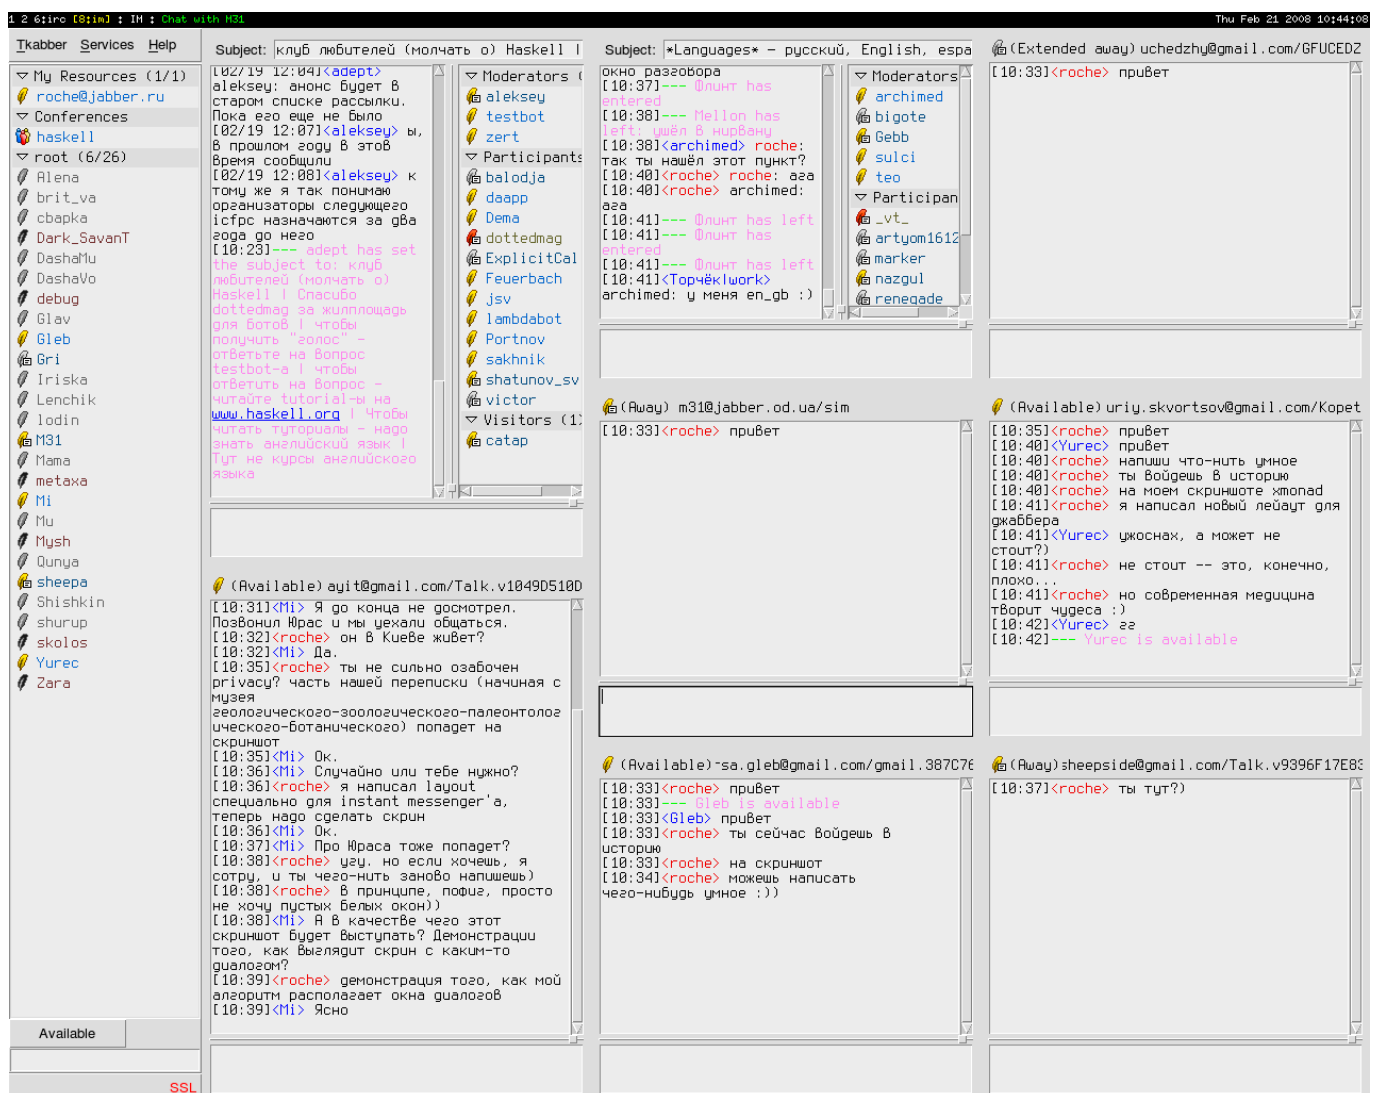 1 2 6:irc [8:im] : IM : Chat with M31
Thu Feb 21 2008 10:44:08
Tkabber Services Help
My Resources (1/1)
roche@jabber.ru
Conferences
haskell
root (6/26)
Alena
brit_va
cbapka
Dark_SavanT
DashaMu
DashaVo
debug
Glav
Gleb
Gri
Iriska
Lenchik
lodin
M31
Mama
metaxa
Mi
Mu
Mysh
Qunya
sheepa
Shishkin
shurup
skolos
Yurec
Zara
Available
SSL
Subject: клуб любителей (молчать о) Haskell |
[02/19 12:04]<adept>
aleksey: анонс будет в
старом списке рассылки.
Пока его еще не было
[02/19 12:07]<aleksey> ы,
в прошлом году в этов
время сообщили
[02/19 12:08]<aleksey> к
тому же я так понимаю
организаторы следующего
icfpc назначаются за два
года до него
[10:23]--- adept has set
the subject to: клуб
любителей (молчать о)
Haskell | Спасибо
dottedmag за жилплощадь
для ботов | чтобы
получить "голос" -
ответьте на вопрос
testbot-а | чтобы
ответить на вопрос -
читайте tutorial-ы на
www.haskell.org | Чтобы
читать туториалы - надо
знать английский язык |
Тут не курсы английского
языка
Moderators (
aleksey
testbot
zert
Participants
balodja
daapp
Dema
dottedmag
ExplicitCal
Feuerbach
jsv
lambdabot
Portnov
sakhnik
shatunov_sv
victor
Visitors (1)
catap
(Available) ayit@gmail.com/Talk.v1049D510D
[10:31]<Mi> Я до конца не досмотрел.
Позвонил Юрас и мы уехали общаться.
[10:32]<roche> он в Киеве живет?
[10:32]<Mi> Да.
[10:35]<roche> ты не сильно озабочен
privacy? часть нашей переписки (начиная с
музея
геологического-зоологического-палеонтолог
ического-ботанического) попадет на
скриншот
[10:35]<Mi> Ок.
[10:36]<Mi> Случайно или тебе нужно?
[10:36]<roche> я написал layout
специально для instant messenger'а,
теперь надо сделать скрин
[10:36]<Mi> Ок.
[10:37]<Mi> Про Юраса тоже попадет?
[10:38]<roche> угу. но если хочешь, я
сотру, и ты чего-нить заново напишешь)
[10:38]<roche> в принципе, пофиг, просто
не хочу пустых белых окон))
[10:38]<Mi> А в качестве чего этот
скриншот будет выступать? Демонстрации
того, как выглядит скрин с каким-то
диалогом?
[10:39]<roche> демонстрация того, как мой
алгоритм располагает окна диалогов
[10:39]<Mi> Ясно
Subject: *Languages* - русский, English, espa
окно разговора
[10:37]--- Флинт has
entered
[10:38]--- Mellon has
left: ушёл в нирвану
[10:38]<archimed> roche:
так ты нашёл этот пункт?
[10:40]<roche> roche: ага
[10:40]<roche> archimed:
ага
[10:41]--- Флинт has left
[10:41]--- Флинт has
entered
[10:41]--- Флинт has left
[10:41]<Торчёк|work>
archimed: у меня en_gb :)
Moderators
archimed
bigote
Gebb
sulci
teo
Participan
_vt_
artyom1612
marker
nazgul
renegade
(Away) m31@jabber.od.ua/sim
[10:33]<roche> привет
(Available) sa.gleb@gmail.com/gmail.387C76
[10:33]<roche> привет
[10:33]--- Gleb is available
[10:33]<Gleb> привет
[10:33]<roche> ты сейчас войдешь в
историю
[10:33]<roche> на скриншот
[10:34]<roche> можешь написать
чего-нибудь умное :))
(Extended away) uchedzhy@gmail.com/GFUCEDZ
[10:33]<roche> привет
(Available) uriy.skvortsov@gmail.com/Kopet
[10:35]<roche> привет
[10:40]<Yurec> привет
[10:40]<roche> напиши что-нить умное
[10:40]<roche> ты войдешь в историю
[10:40]<roche> на моем скриншоте xmonad
[10:41]<roche> я написал новый лейаут для
джаббера
[10:41]<Yurec> ужоснах, а может не
стоит?)
[10:41]<roche> не стоит -- это, конечно,
плохо...
[10:41]<roche> но современная медицина
творит чудеса :)
[10:42]<Yurec> гг
[10:42]--- Yurec is available
(Away) sheepside@gmail.com/Talk.v9396F17E83
[10:37]<roche> ты тут?)